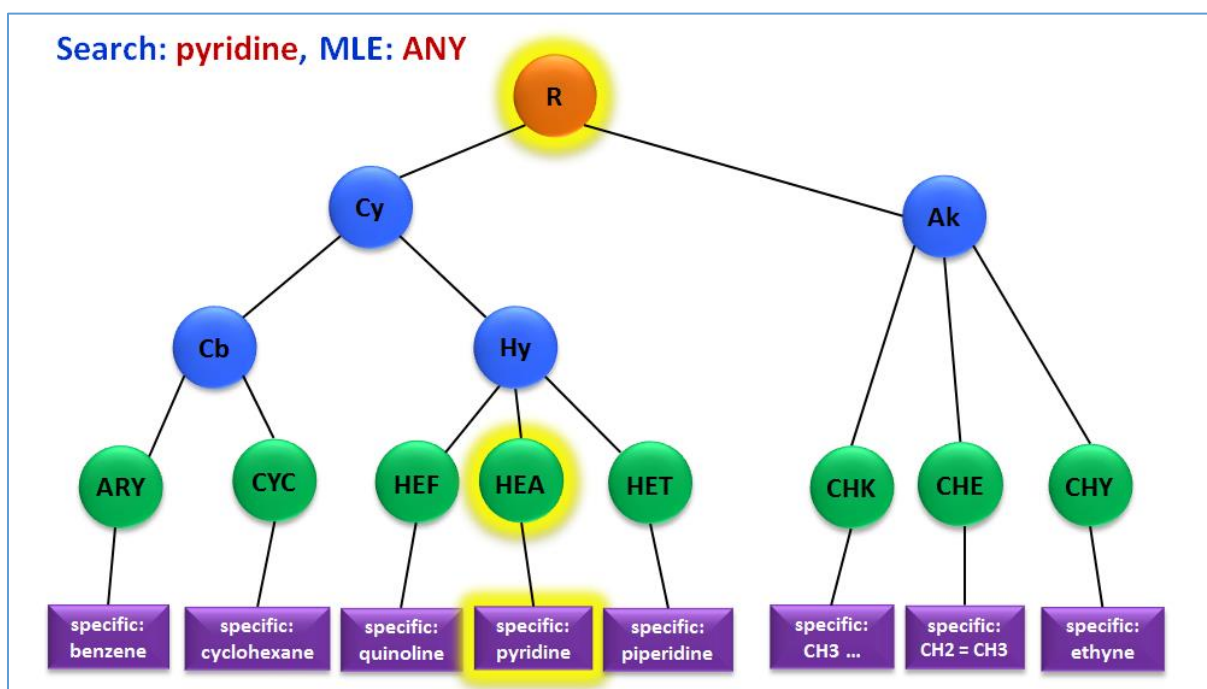 Search: pyridine, MLE: ANY
R
Cy
Ak
Cb
Hy
ARY
CYC
HEF
HEA
HET
CHK
CHE
CHY
specific:
benzene
specific:
cyclohexane
specific:
quinoline
specific:
pyridine
specific:
piperidine
specific:
CH3 ...
specific:
CH2 = CH3
specific:
ethyne